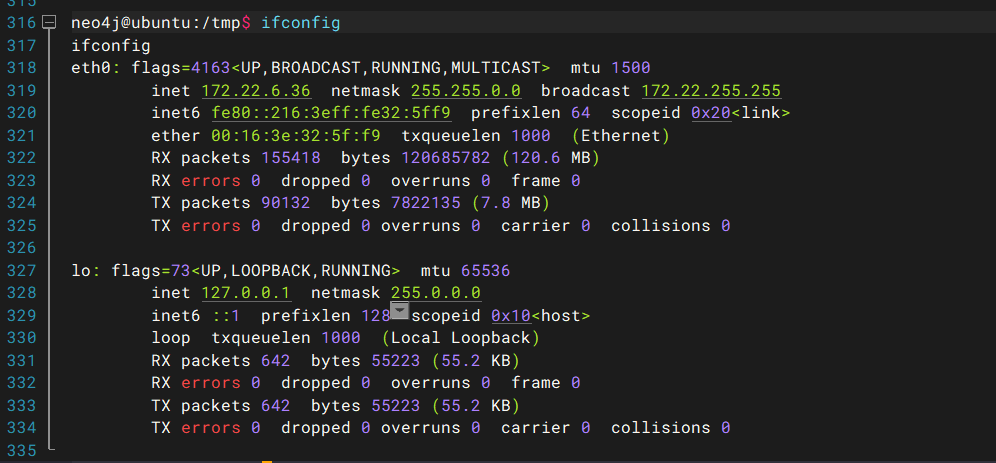 315
316 neo4j@ubuntu:/tmp$ ifconfig
317 ifconfig
318 eth0: flags=4163<UP,BROADCAST,RUNNING,MULTICAST>  mtu 1500
319         inet 172.22.6.36  netmask 255.255.0.0  broadcast 172.22.255.255
320         inet6 fe80::216:3eff:fe32:5ff9  prefixlen 64  scopeid 0x20<link>
321         ether 00:16:3e:32:5f:f9  txqueuelen 1000  (Ethernet)
322         RX packets 155418  bytes 120685782 (120.6 MB)
323         RX errors 0  dropped 0  overruns 0  frame 0
324         TX packets 90132  bytes 7822135 (7.8 MB)
325         TX errors 0  dropped 0 overruns 0  carrier 0  collisions 0
326
327 lo: flags=73<UP,LOOPBACK,RUNNING>  mtu 65536
328         inet 127.0.0.1  netmask 255.0.0.0
329         inet6 ::1  prefixlen 128  scopeid 0x10<host>
330         loop  txqueuelen 1000  (Local Loopback)
331         RX packets 642  bytes 55223 (55.2 KB)
332         RX errors 0  dropped 0  overruns 0  frame 0
333         TX packets 642  bytes 55223 (55.2 KB)
334         TX errors 0  dropped 0 overruns 0  carrier 0  collisions 0
335